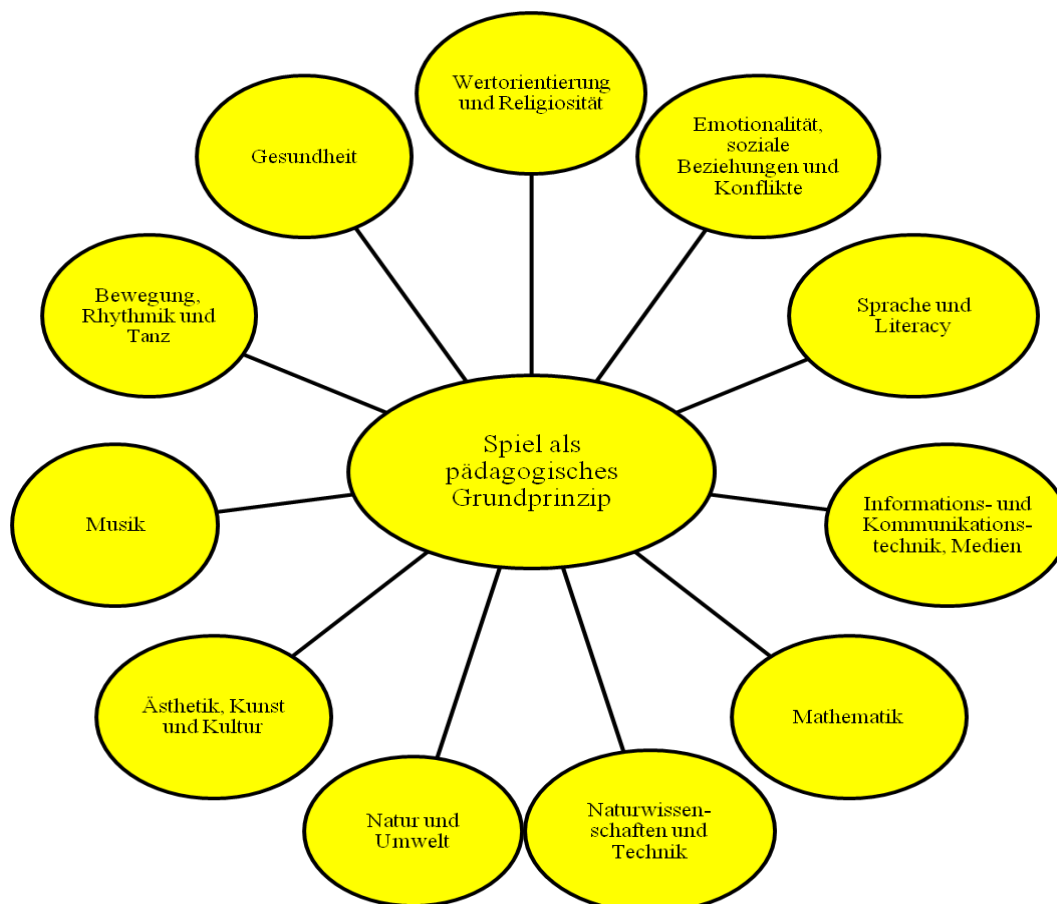 Wertorientierung
und Religiosität
Emotionalität,
soziale
Beziehungen und
Konflikte
Gesundheit
Bewegung,
Rhythmik und
Tanz
Sprache und
Literacy
Spiel als
pädagogisches
Grundprinzip
Musik
Informations- und
Kommunikations-
technik, Medien
Ästhetik, Kunst
und Kultur
Mathematik
Natur und
Umwelt
Naturwissen-
schaften und
Technik